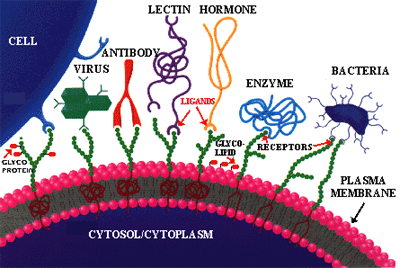 LECTIN HORMONE
CELL
ANTIBODY
VIRUS
BACTERIA
ENZYME
LIGANDS
GLYCO
PROTEIN
GLYCO-
LIPID
RECEPTORS
PLASMA
MEMBRANE
CYTOSOL/CYTOPLASM